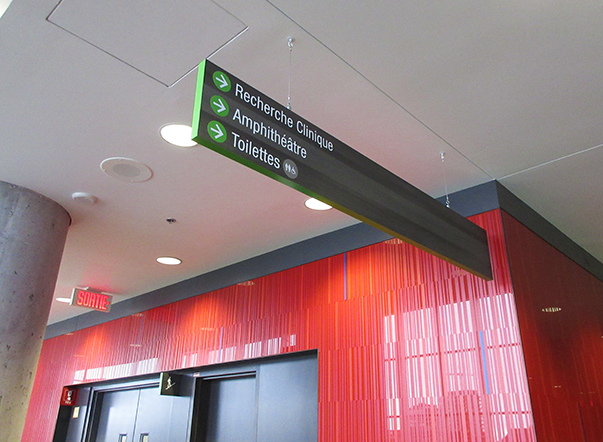 Recherche Clinique
Amphithéâtre
Toilettes
SORTIE